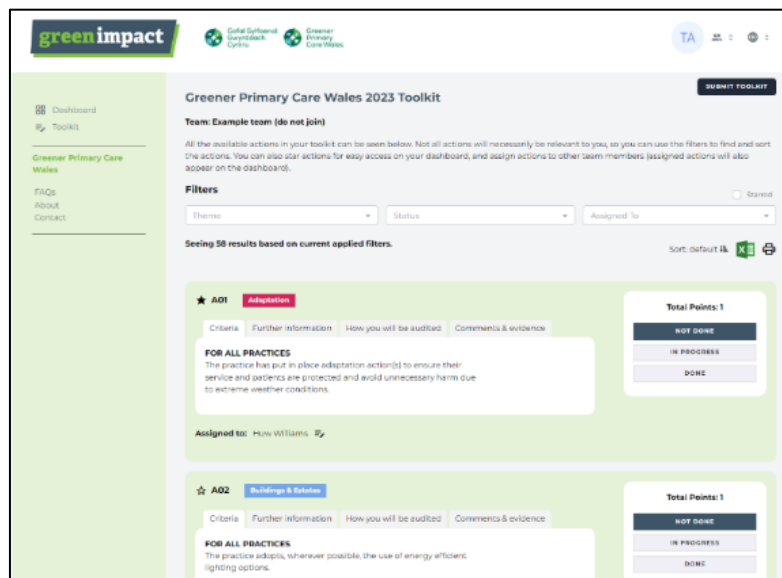 greenimpact
Gofal Sylfaenol
Gwyrddach
Cymru
Greener
Primary
Care Wales
TA
SUBMIT TOOLKIT
Dashboard
Toolkit
Greener Primary Care
Wales
FAQs
About
Contact
Greener Primary Care Wales 2023 Toolkit
Team: Example team (do not join)
All the available actions in your toolkit can be seen below. Not all actions will necessarily be relevant to you, so you can use the filters to find and sort
the actions. You can also star actions for easy access on your dashboard, and assign actions to other team members (assigned actions will also
appear on the dashboard).
Filters
Starred
Theme
Status
Assigned To
Seeing 58 results based on current applied filters.
Sort: default
A01
Adaptation
Criteria
Further information
How you will be audited
Comments & evidence
FOR ALL PRACTICES
The practice has put in place adaptation action(s) to ensure their
service and patients are protected and avoid unnecessary harm due
to extreme weather conditions.
Assigned to: Huw Williams
Total Points: 1
NOT DONE
IN PROGRESS
DONE
A02
Buildings & Estates
Criteria
Further information
How you will be audited
Comments & evidence
FOR ALL PRACTICES
The practice adopts, wherever possible, the use of energy efficient
lighting options.
Total Points: 1
NOT DONE
IN PROGRESS
DONE